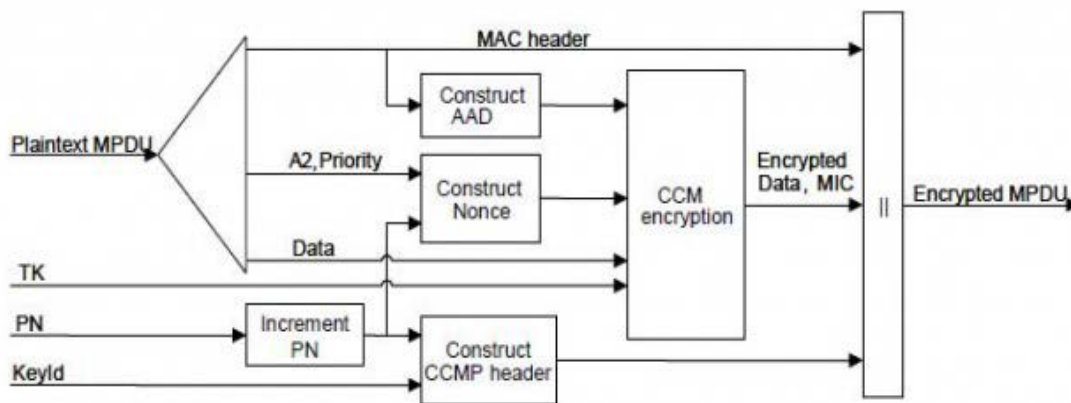 MAC header
Construct
AAD
Plaintext MPDU
A2,Priority
Construct
Nonce
CCM
encryption
Encrypted
Data, MIC
||
Encrypted MPDU
Data
TK
PN
Increment
PN
Construct
CCMP header
KeyId